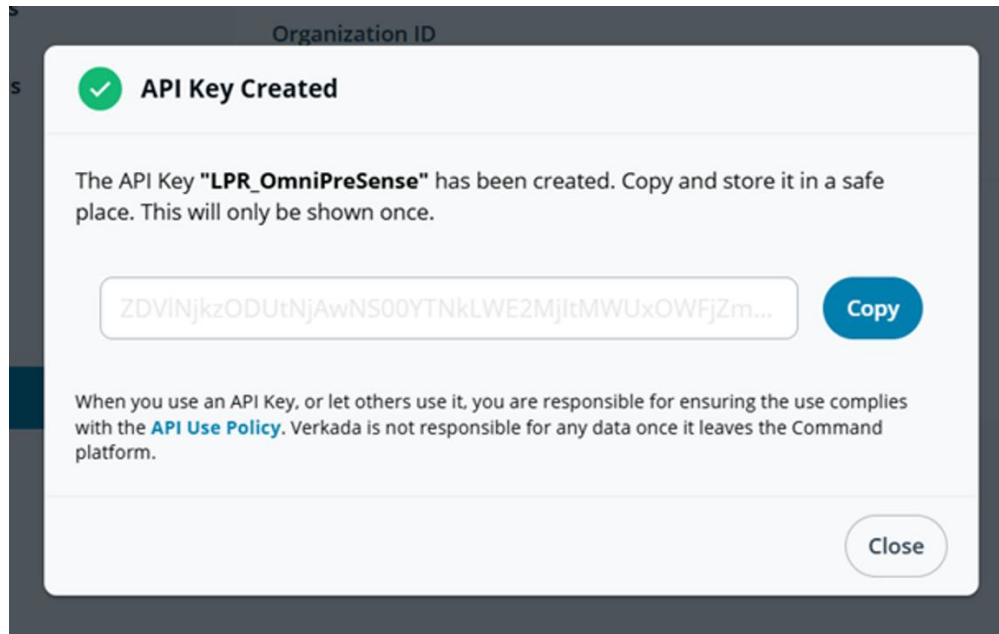 Organization ID
API Key Created
The API Key "LPR_OmniPreSense" has been created. Copy and store it in a safe
place. This will only be shown once.
ZDVlNjkzODUtNjAwNS00YTNkLWE2MjItMWUxOWFjZm...
Copy
When you use an API Key, or let others use it, you are responsible for ensuring the use complies
with the API Use Policy. Verkada is not responsible for any data once it leaves the Command
platform.
Close